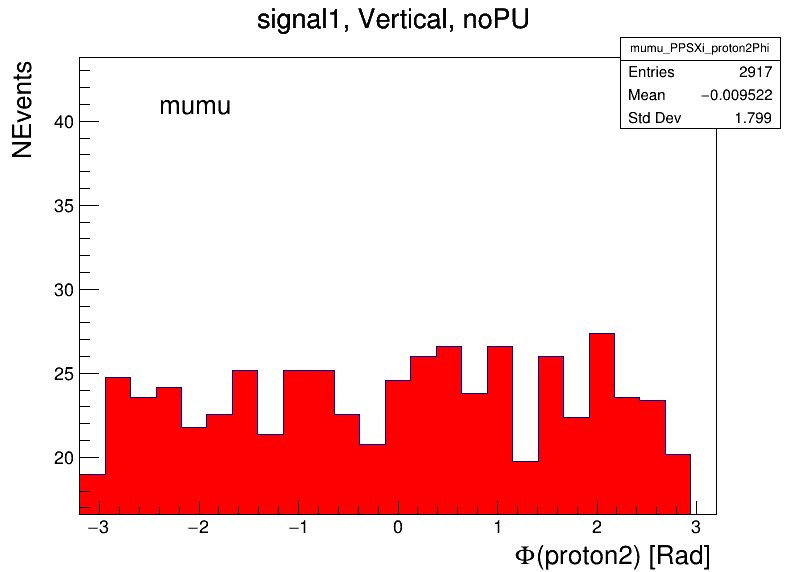 signal1, Vertical, noPU
mumu_PPSXi_proton2Phi
Entries 2917
Mean −0.009522
Std Dev 1.799
NEvents
mumu
40
35
30
25
20
−3 −2 −1 0 1 2 3
Φ(proton2) [Rad]